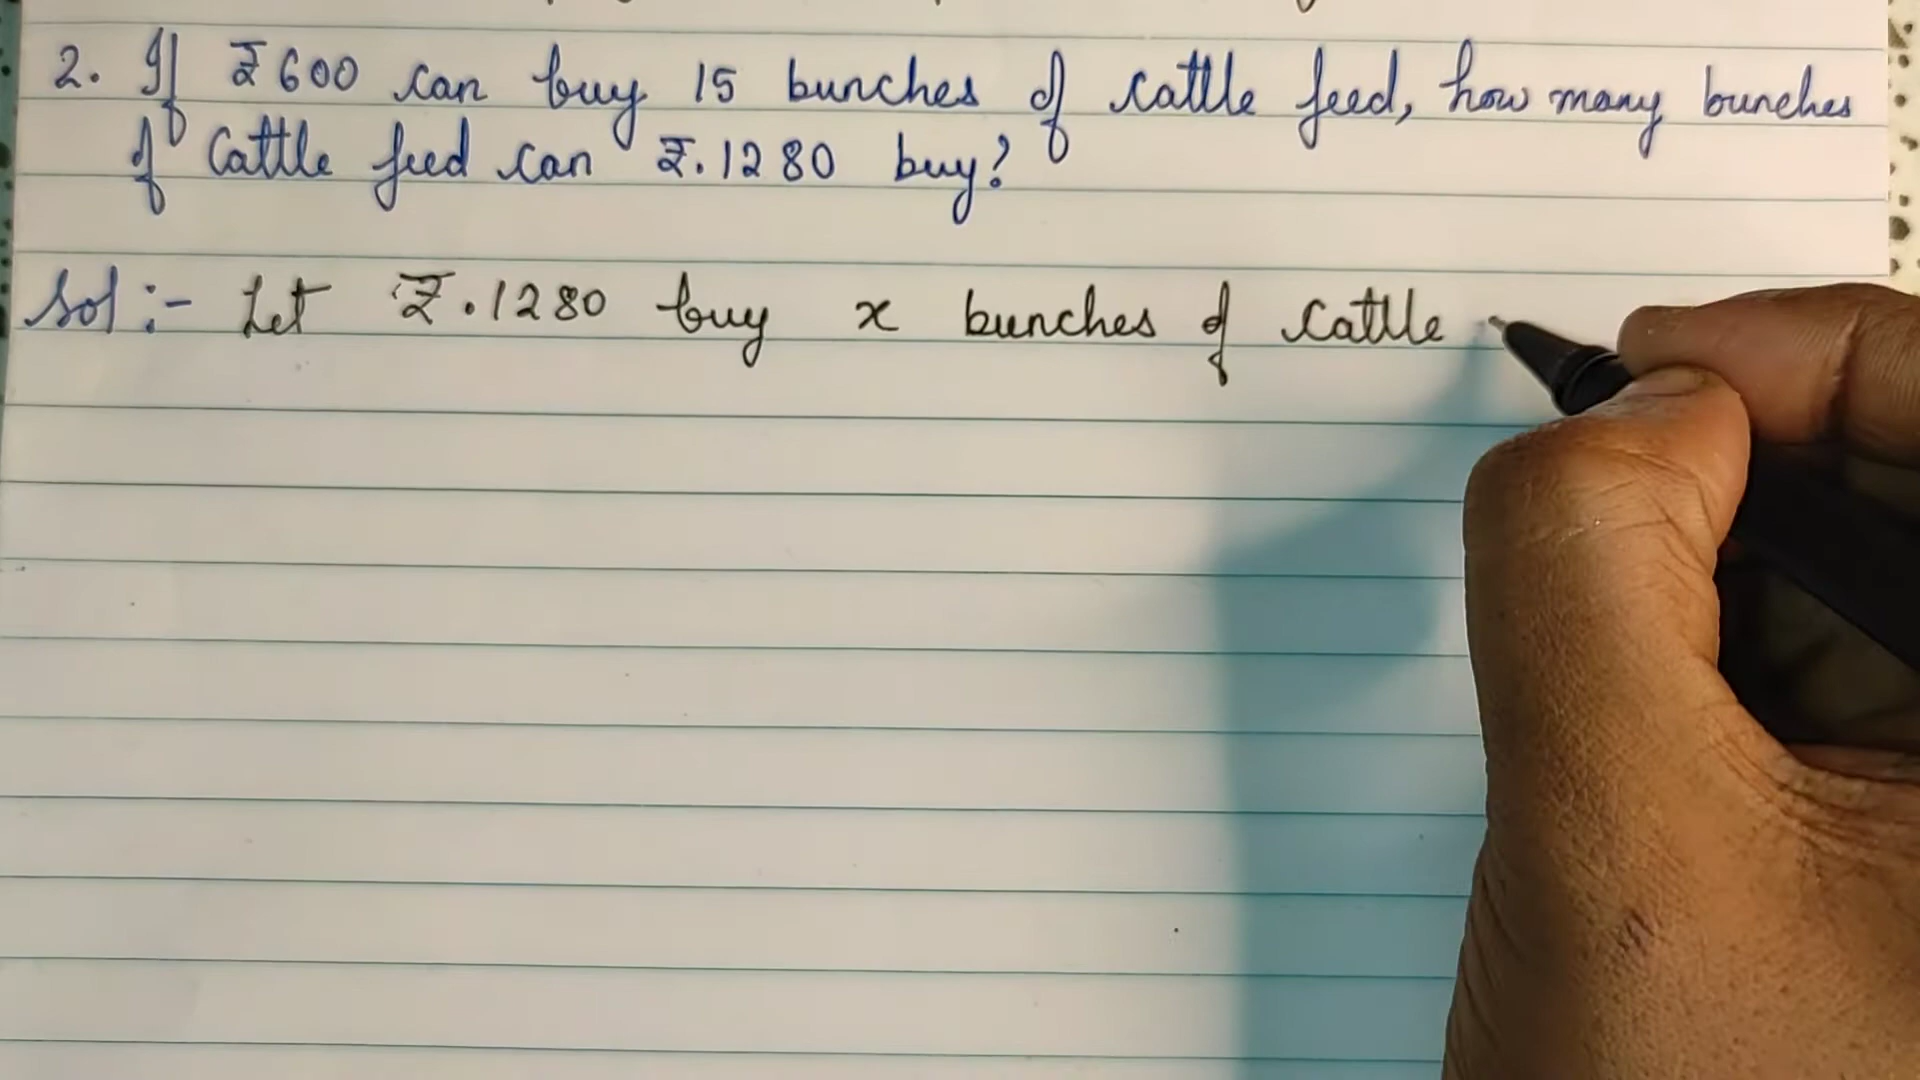 2. If ₹600 can buy 15 bunches of cattle feed, how many bunches
of Cattle feed can ₹.1280 buy?
Sol :- Let ₹.1280 buy x bunches of cattle